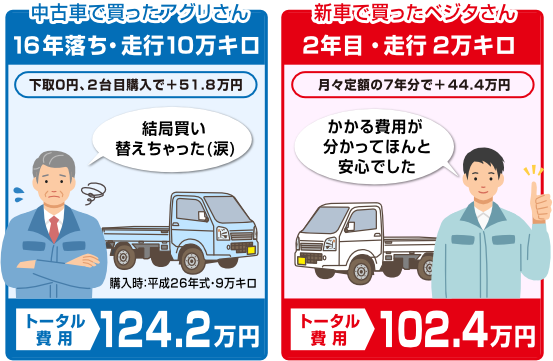 中古車で買ったアグリさん
16年落ち・走行10万キロ
下取0円、2台目購入で+51.8万円
結局買い
替えちゃった(涙)
購入時:平成26年式・9万キロ
トータル
費用
124.2万円
新車で買ったベジタさん
2年目・走行2万キロ
月々定額の7年分で+44.4万円
かかる費用が
分かってほんと
安心でした
トータル
費用
102.4万円